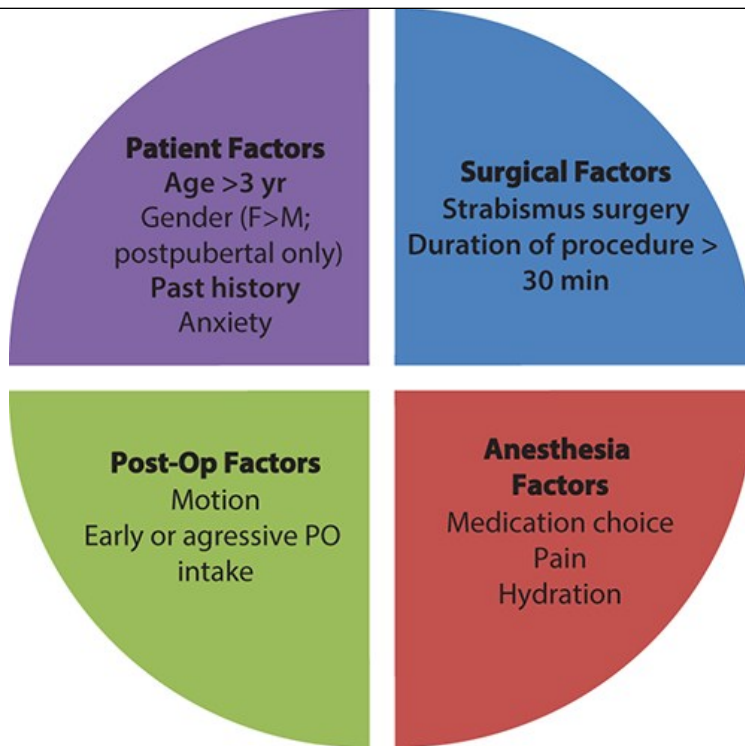 Patient Factors
Age >3 yr
Gender (F>M;
postpubertal only)
Past history
Anxiety
Surgical Factors
Strabismus surgery
Duration of procedure >
30 min
Post-Op Factors
Motion
Early or agressive PO
intake
Anesthesia
Factors
Medication choice
Pain
Hydration